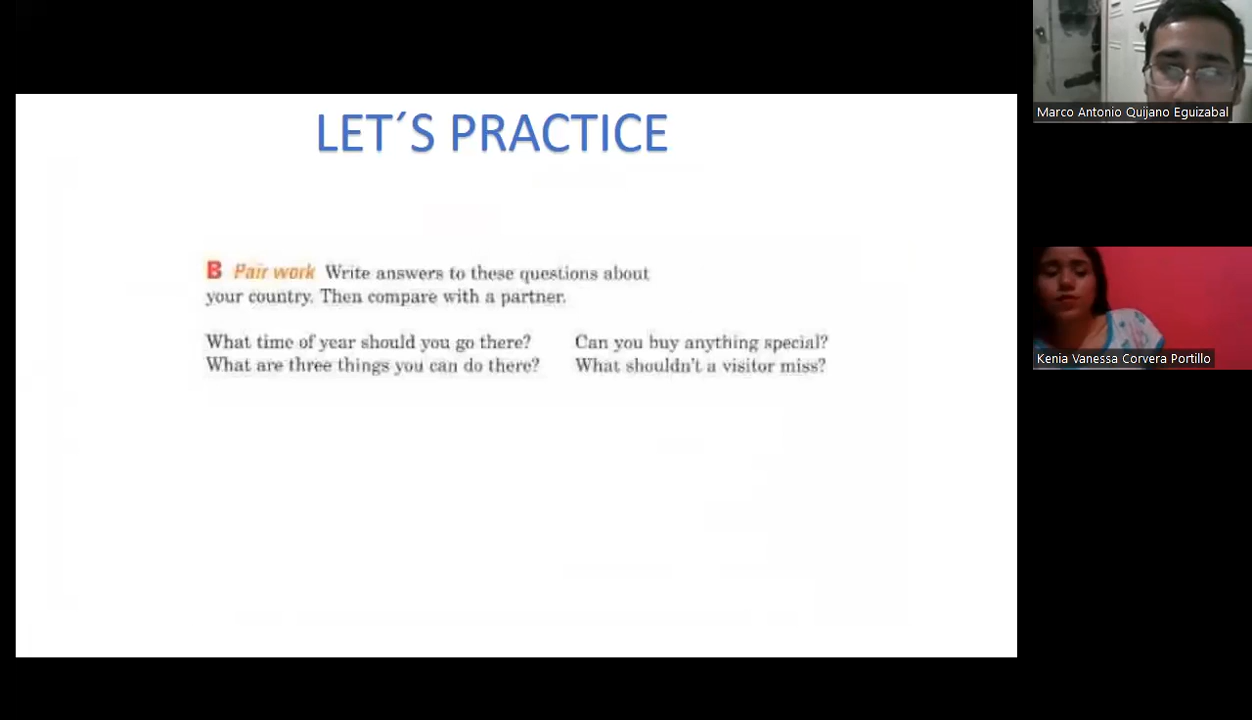 LET´S PRACTICE
B Pair work Write answers to these questions about
your country. Then compare with a partner.
What time of year should you go there?
What are three things you can do there?
Can you buy anything special?
What shouldn't a visitor miss?
Marco Antonio Quijano Eguizabal
Kenia Vanessa Corvera Portillo